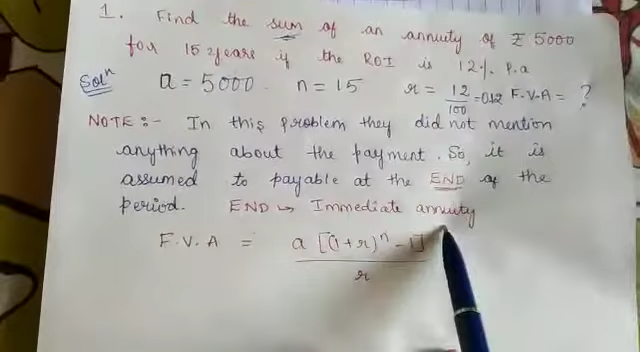 1. Find the sum of an annuity of ₹ 5000
for 15 years if the ROI is 12% p.a
Solⁿ a = 5000 n = 15 r = 12/100 = 0.12 F.V.A = ?
NOTE :- In this problem they did not mention
anything about the payment. So, it is
assumed to payable at the END of the
period. END ↳ Immediate annuity
F.V.A = a [(1+r)ⁿ - 1] / r